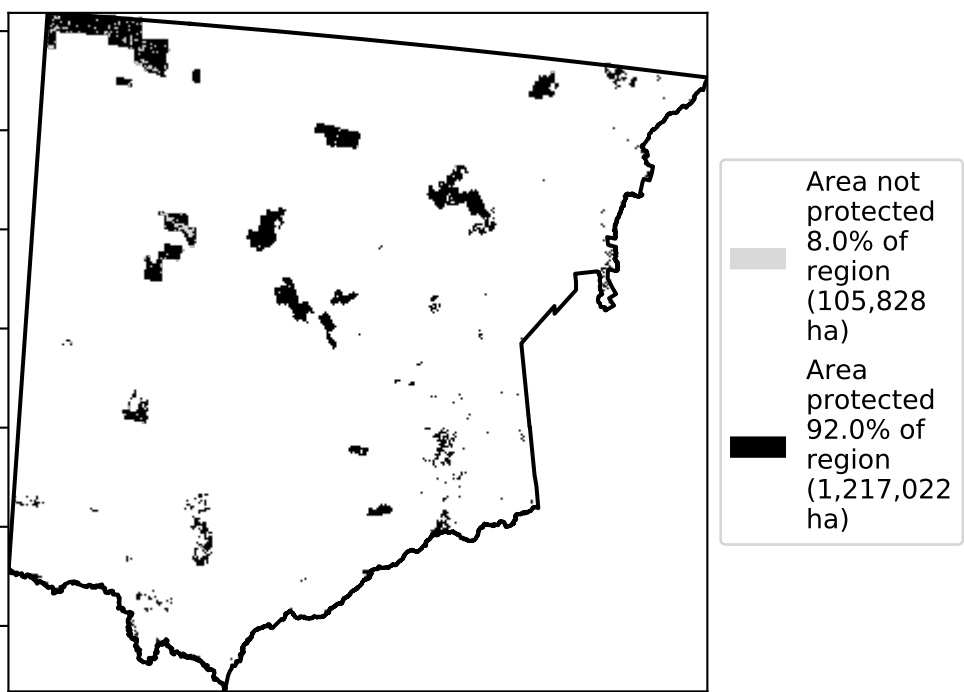 Area not
protected
8.0% of
region
(105,828
ha)
Area
protected
92.0% of
region
(1,217,022
ha)